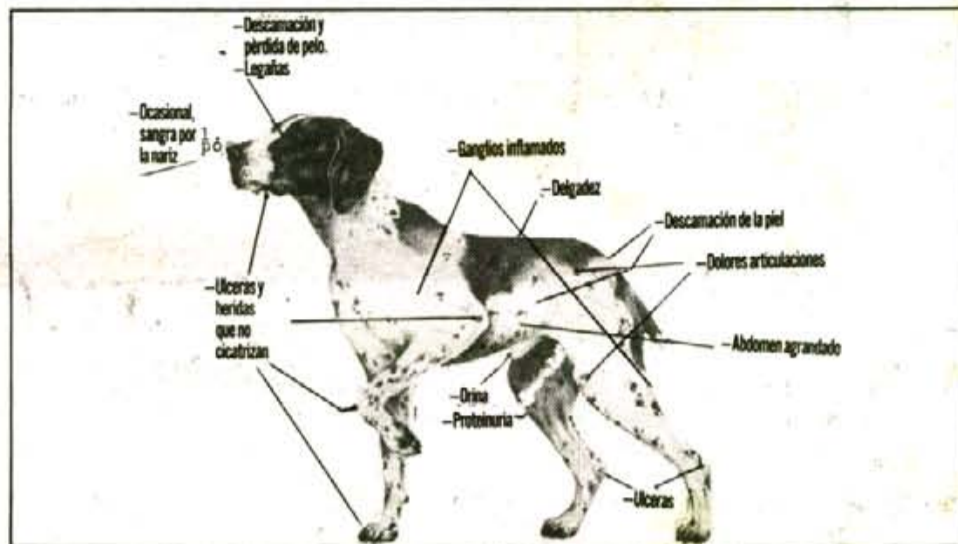 –Descamación y
pèrdida de pelo.
–Legañas
–Ocasional,
sangra por
la nariz
–Ganglios inflamados
–Delgadez
–Descamación de la piel
–Dolores articulaciones
–Ulceras y
heridas
que no
cicatrizan
–Abdomen agrandado
–Orina
–Proteinuria
–Ulceras